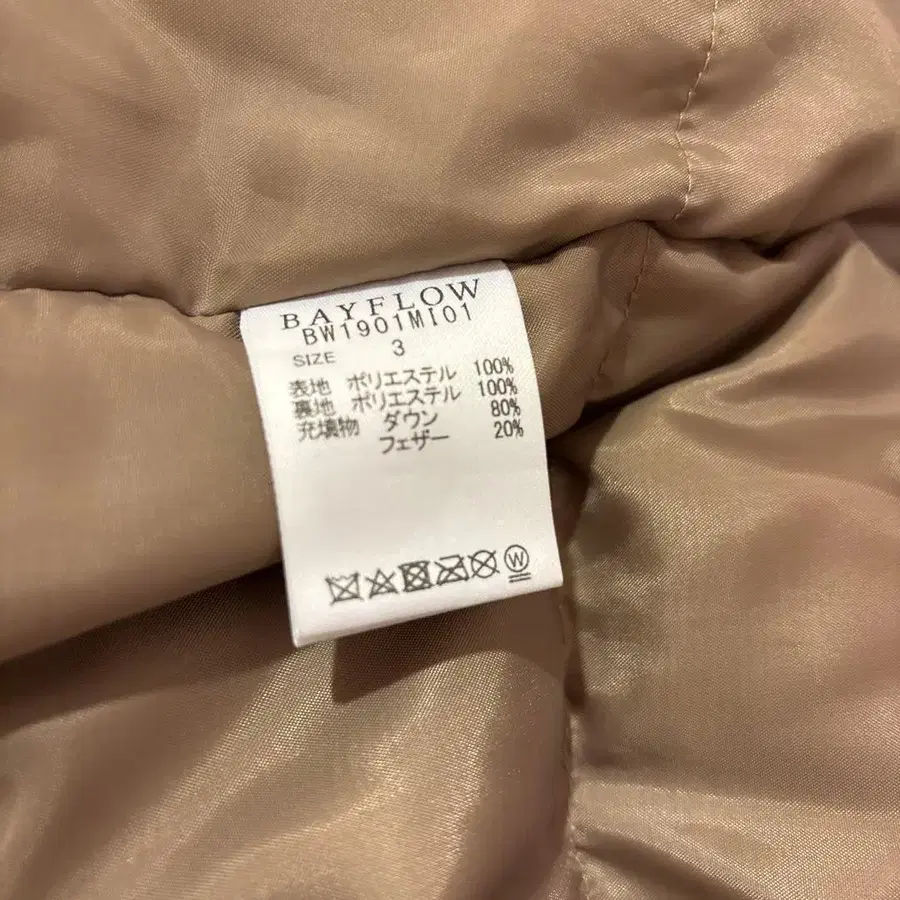 BAYFLOW
BW1901MI01
SIZE 3
表地 ポリエステル 100%
裏地 ポリエステル 100%
充填物 ダウン 80%
フェザー 20%
W